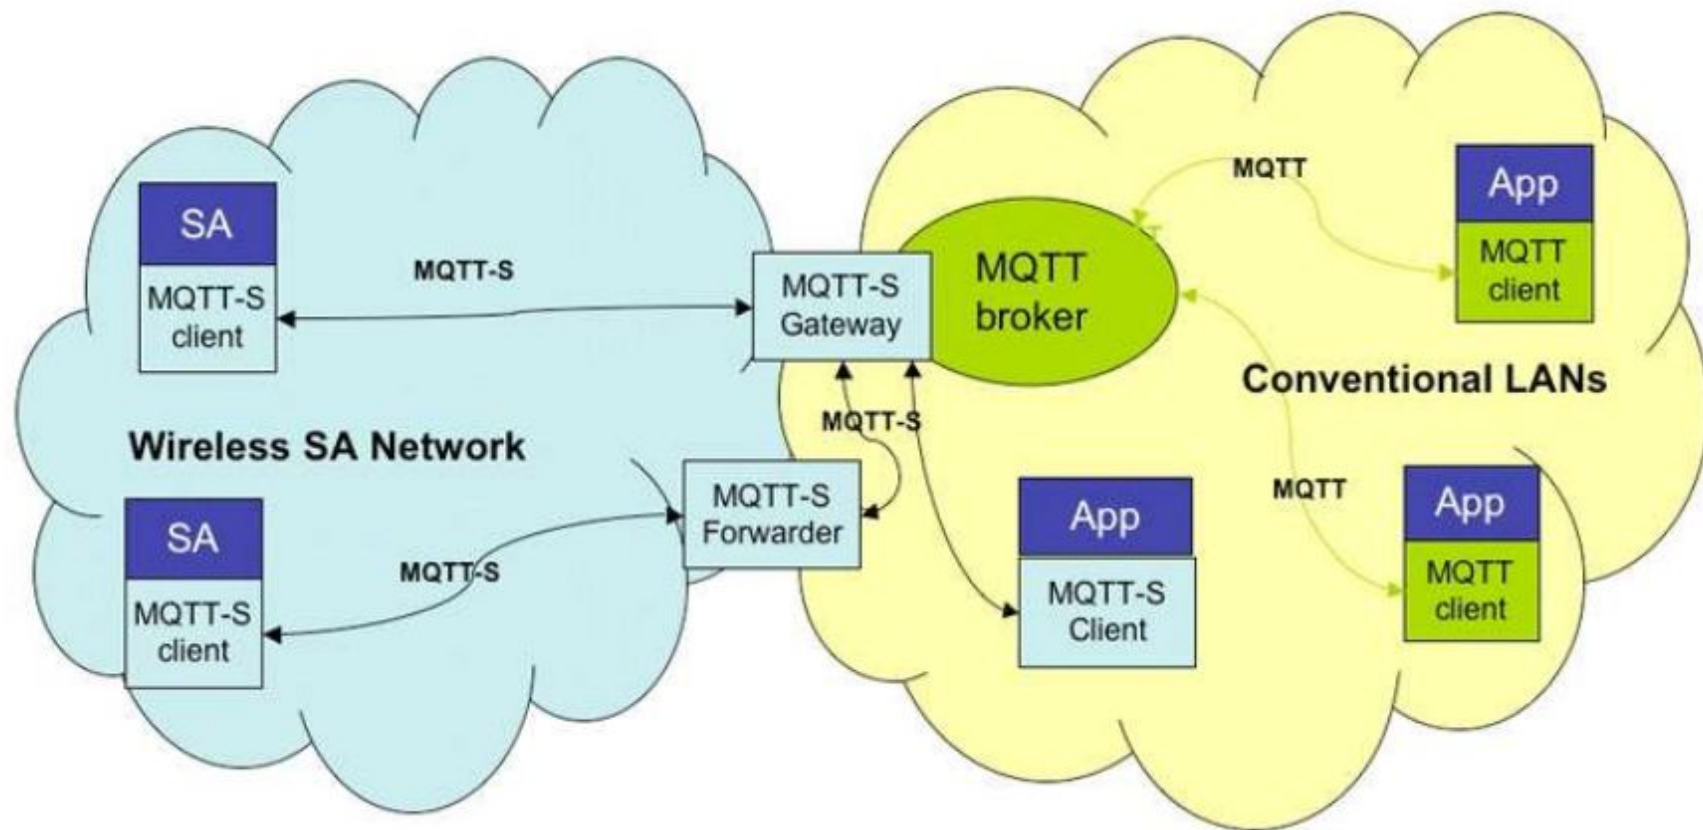 SA
MQTT-S
client
MQTT-S
Wireless SA Network
SA
MQTT-S
client
MQTT-S
MQTT-S
Gateway
MQTT
broker
MQTT-S
MQTT-S
Forwarder
MQTT
App
MQTT
client
Conventional LANs
App
MQTT-S
Client
MQTT
App
MQTT
client